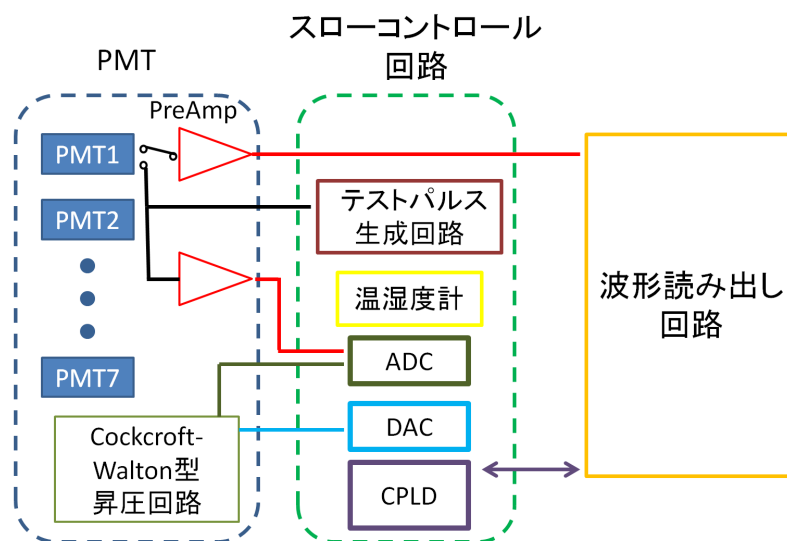 PMT
スローコントロール
回路
PreAmp
PMT1
PMT2
PMT7
Cockcroft-
Walton型
昇圧回路
テストパルス
生成回路
温湿度計
ADC
DAC
CPLD
波形読み出し
回路